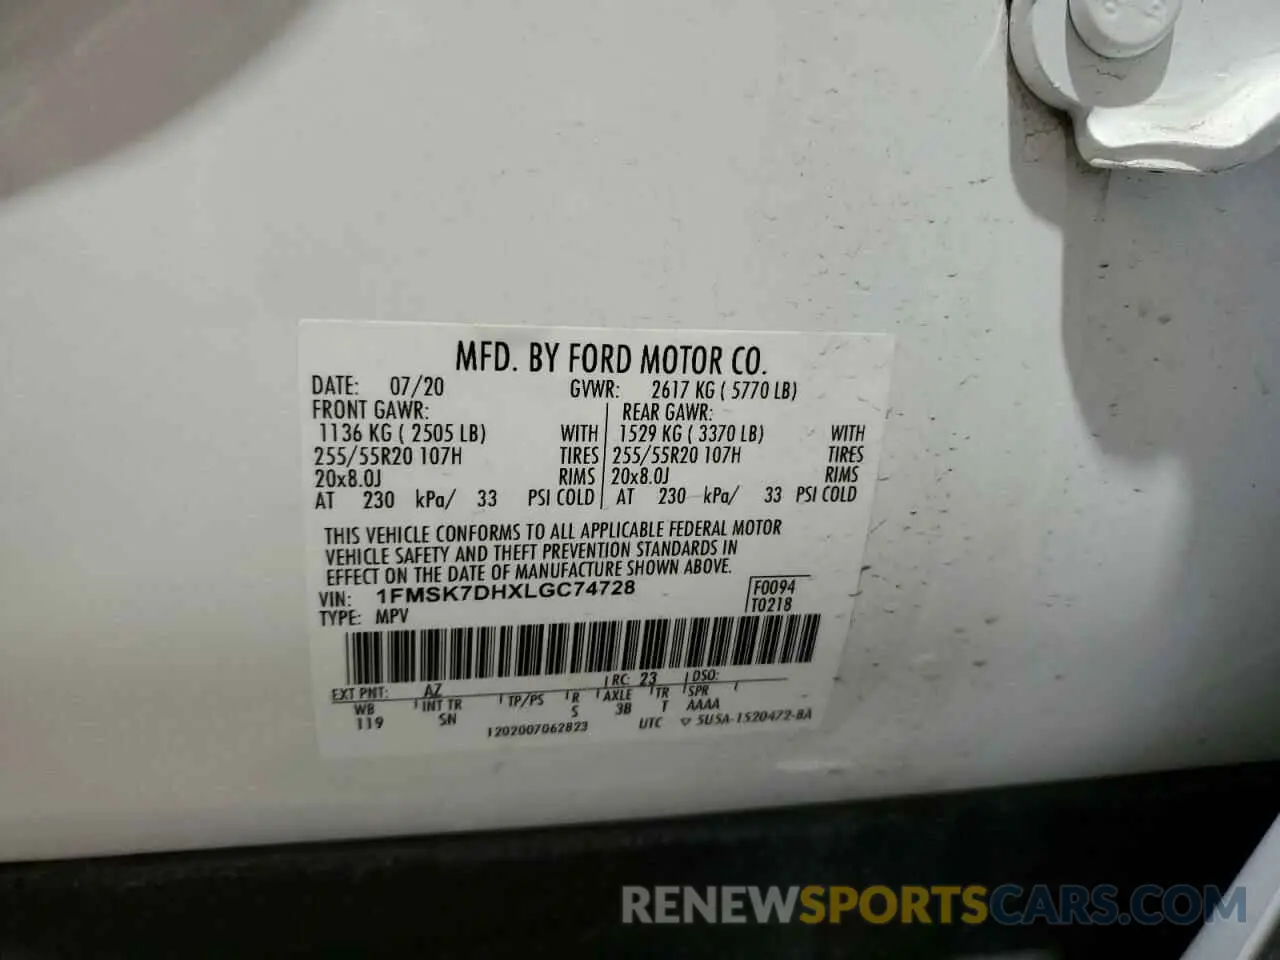 MFD. BY FORD MOTOR CO.
DATE: 07/20 GVWR: 2617 KG ( 5770 LB)
FRONT GAWR: REAR GAWR:
1136 KG ( 2505 LB) WITH 1529 KG ( 3370 LB) WITH
255/55R20 107H TIRES 255/55R20 107H TIRES
20x8.0J RIMS 20x8.0J RIMS
AT 230 kPa/ 33 PSI COLD AT 230 kPa/ 33 PSI COLD
THIS VEHICLE CONFORMS TO ALL APPLICABLE FEDERAL MOTOR
VEHICLE SAFETY AND THEFT PREVENTION STANDARDS IN
EFFECT ON THE DATE OF MANUFACTURE SHOWN ABOVE.
VIN: 1FMSK7DHXLGC74728 F0094
TYPE: MPV T0218
EXT PNT: AZ RC: 23 DSO:
WB INT TR TP/PS R AXLE TR SPR
119 SN S 3B T AAAA
1202007062823 UTC ▽ 5U5A-1520472-BA
RENEWSPORTSCARS.COM